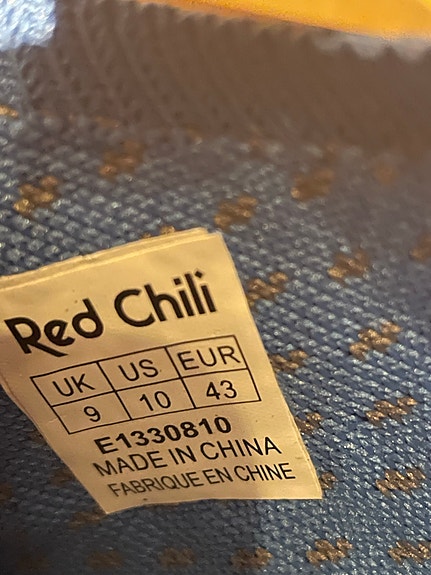 Red Chili
UK US EUR
9 10 43
E1330810
MADE IN CHINA
FABRIQUE EN CHINE